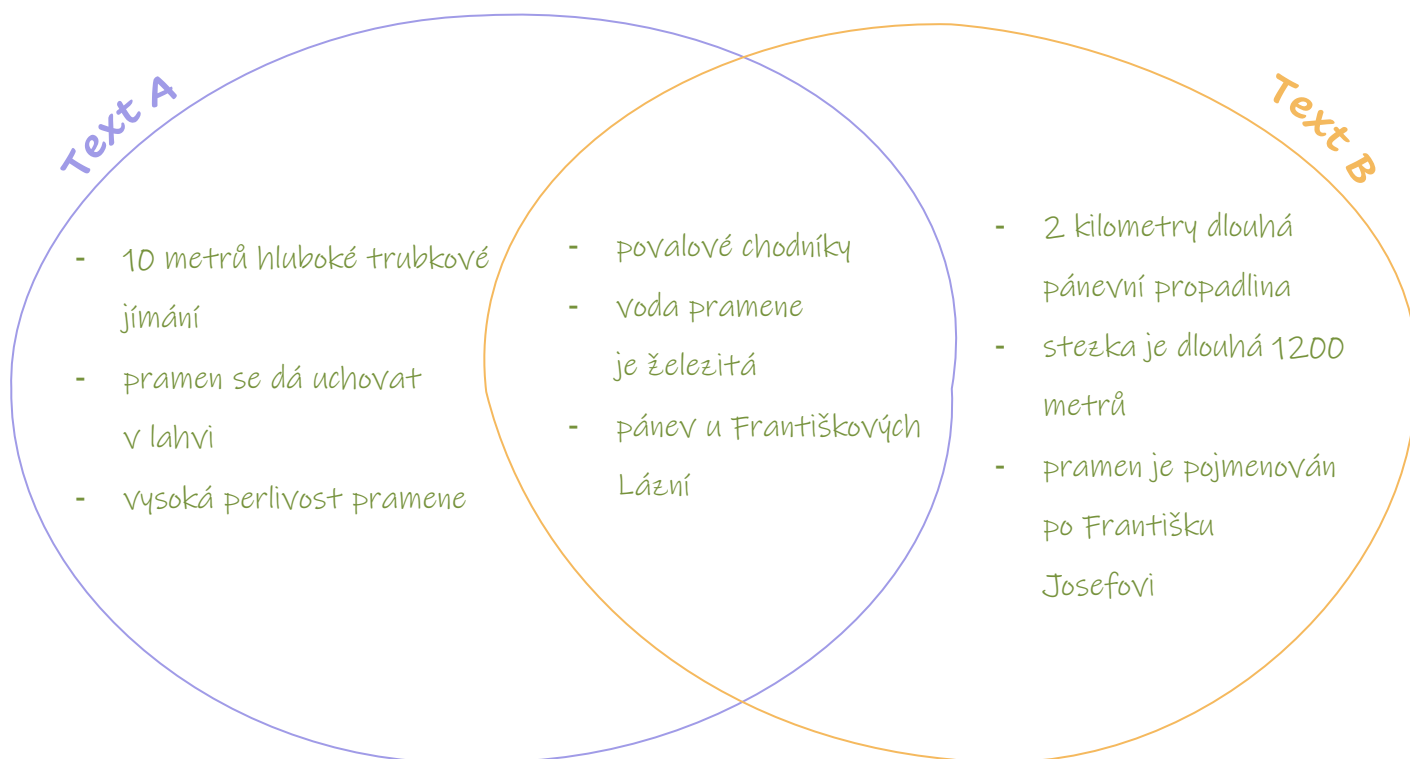 Text A
- 10 metrů hluboké trubkové
jímání
- pramen se dá uchovat
v lahvi
- vysoká perlivost pramene
- povalové chodníky
- voda pramene
je železitá
- pánev u Františkových
Lázní
Text B
- 2 kilometry dlouhá
pánevní propadlina
- stezka je dlouhá 1200
metrů
- pramen je pojmenován
po Františku
Josefovi